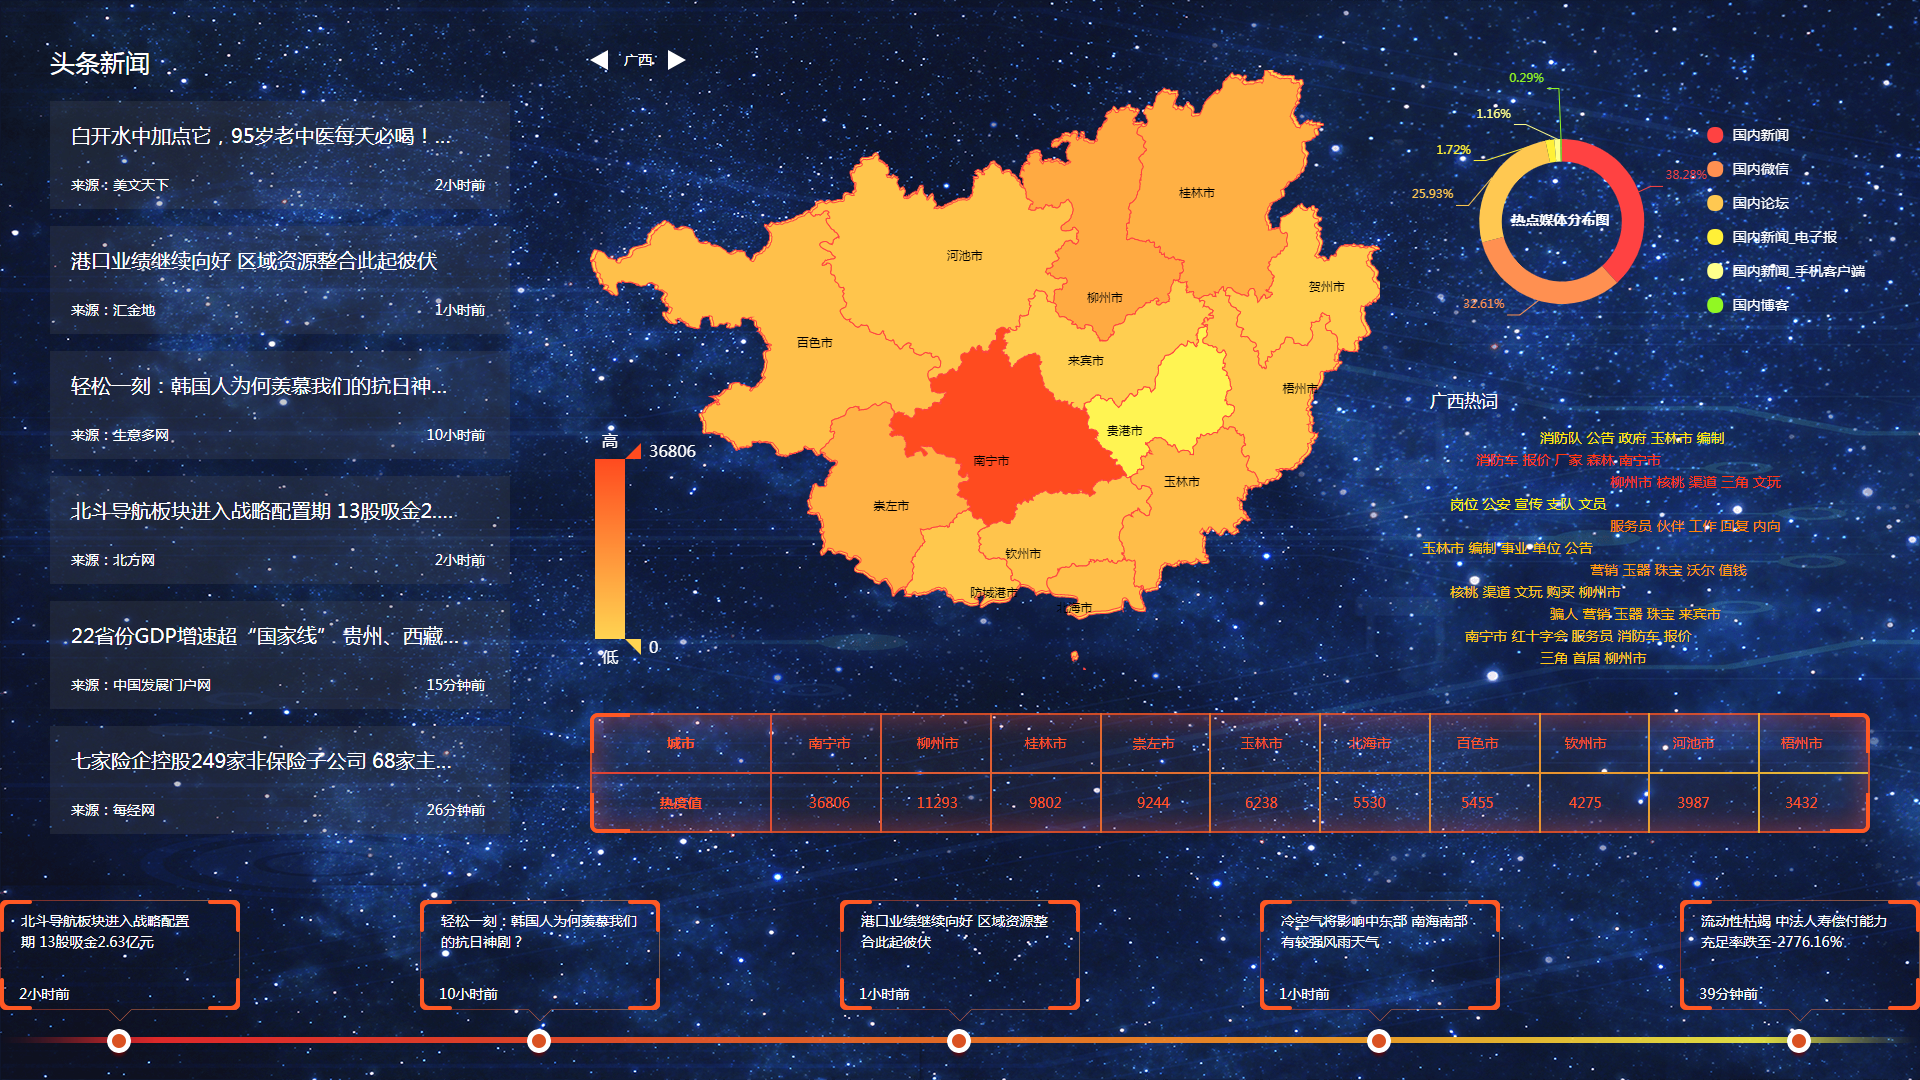 头条新闻
白开水中加点它，95岁老中医每天必喝！...
来源：美文天下 2小时前
港口业绩继续向好 区域资源整合此起彼伏
来源：汇金地 1小时前
轻松一刻：韩国人为何羡慕我们的抗日神...
来源：生意多网 10小时前
北斗导航板块进入战略配置期 13股吸金2....
来源：北方网 2小时前
22省份GDP增速超“国家线” 贵州、西藏...
来源：中国发展门户网 15分钟前
七家险企控股249家非保险子公司 68家主...
来源：每经网 26分钟前
广西
桂林市
河池市
贺州市
柳州市
百色市
来宾市
梧州市
贵港市
南宁市
玉林市
崇左市
钦州市
防城港市
北海市
高
36806
低
0
0.29%
1.16%
1.72%
25.93%
38.28%
32.61%
热点媒体分布图
国内新闻
国内微信
国内论坛
国内新闻_电子报
国内新闻_手机客户端
国内博客
广西热词
消防队 公告 政府 玉林市 编制
消防车 报价 厂家 森林 南宁市
柳州市 核桃 渠道 三角 文玩
岗位 公安 宣传 支队 文员
服务员 伙伴 工作 回复 内向
玉林市 编制 事业 单位 公告
营销 玉器 珠宝 沃尔 值钱
核桃 渠道 文玩 购买 柳州市
骗人 营销 玉器 珠宝 来宾市
南宁市 红十字会 服务员 消防车 报价
三角 首届 柳州市
城市 南宁市 柳州市 桂林市 崇左市 玉林市 北海市 百色市 钦州市 河池市 梧州市
热度值 36806 11293 9802 9244 6238 5530 5455 4275 3987 3432
北斗导航板块进入战略配置
期 13股吸金2.63亿元
2小时前
轻松一刻：韩国人为何羡慕我们
的抗日神剧？
10小时前
港口业绩继续向好 区域资源整
合此起彼伏
1小时前
冷空气将影响中东部 南海南部
有较强风雨天气
1小时前
流动性枯竭 中法人寿偿付能力
充足率跌至-2776.16%
39分钟前